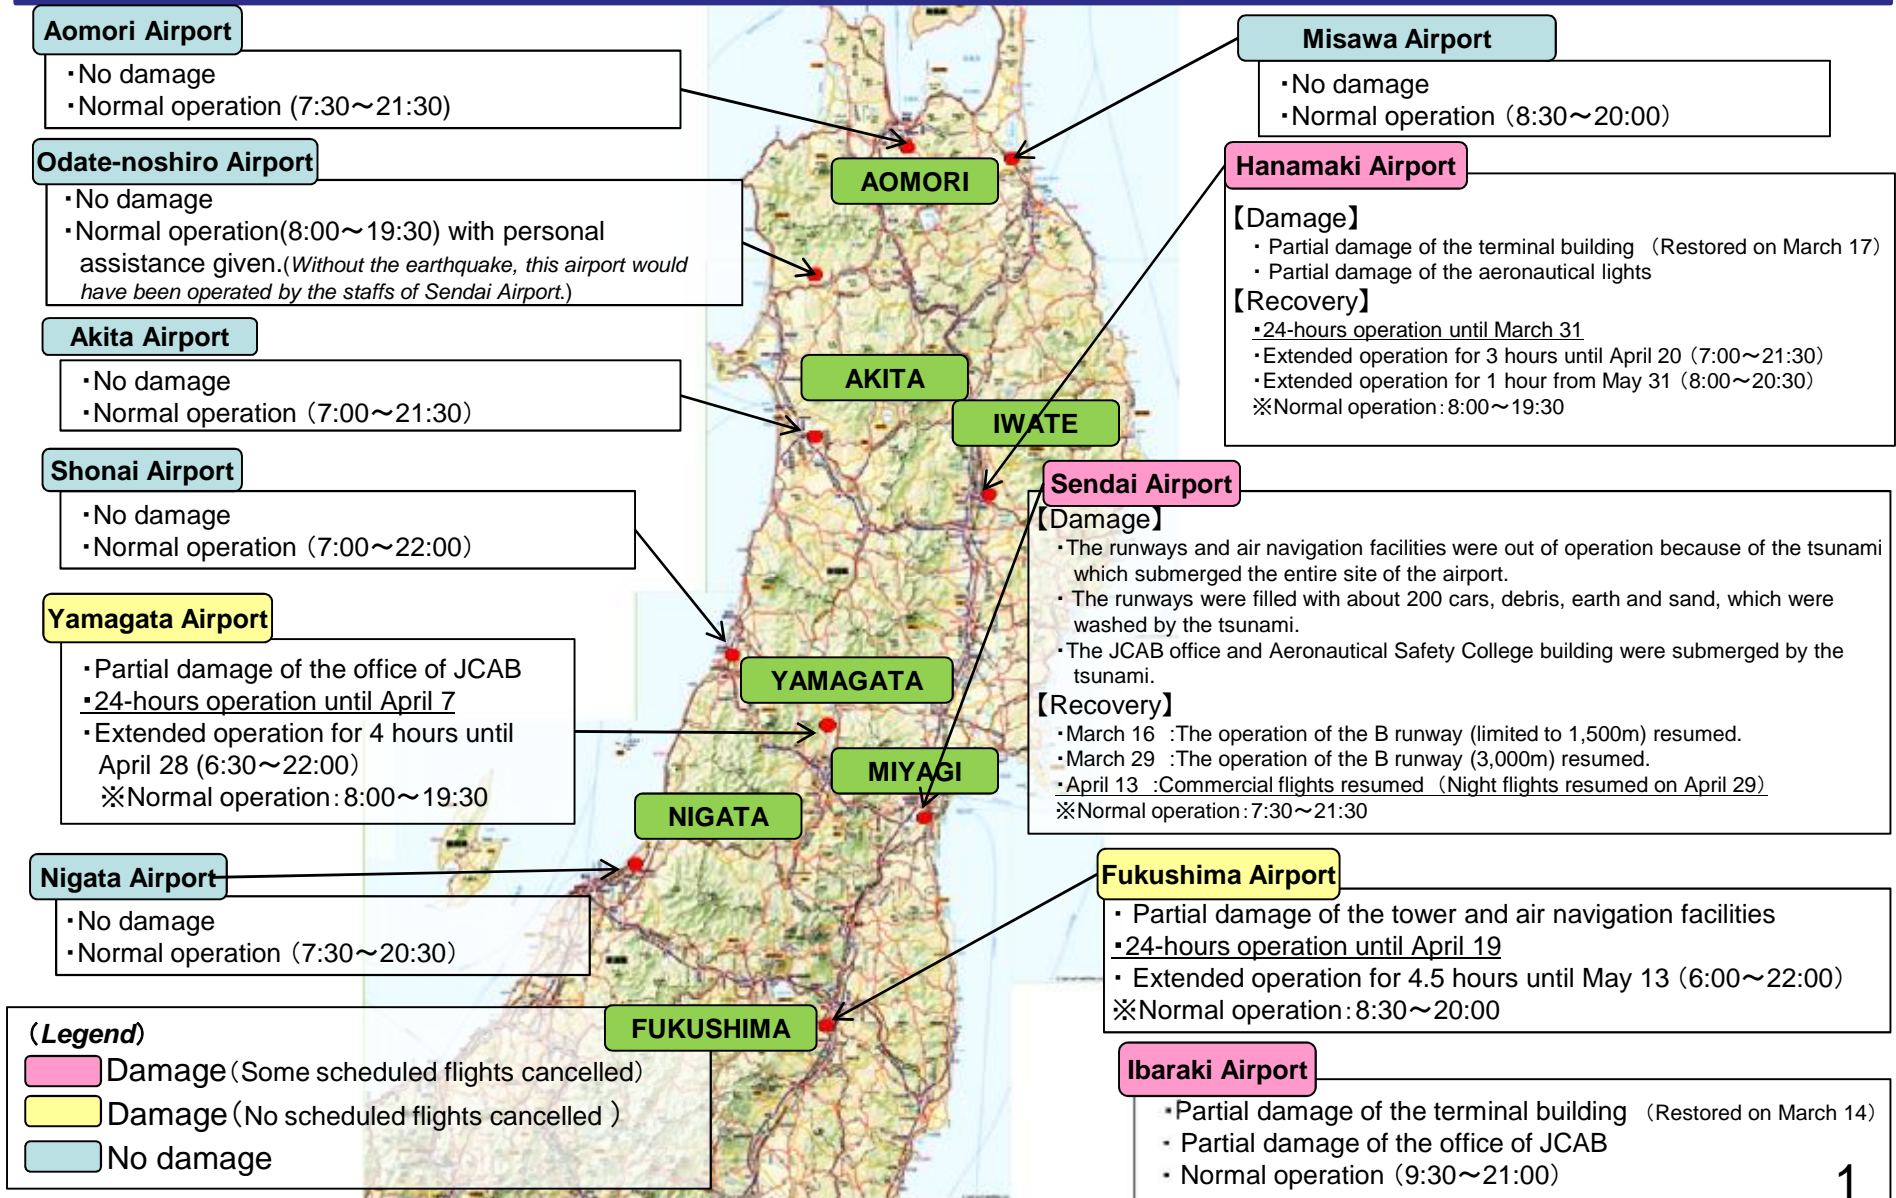 Aomori Airport
・No damage
・Normal operation (7:30～21:30)
Odate-noshiro Airport
・No damage
・Normal operation(8:00～19:30) with personal
assistance given.(Without the earthquake, this airport would
have been operated by the staffs of Sendai Airport.)
Akita Airport
・No damage
・Normal operation （7:00～21:30）
Shonai Airport
・No damage
・Normal operation （7:00～22:00）
Yamagata Airport
・Partial damage of the office of JCAB
・24-hours operation until April 7
・Extended operation for 4 hours until
April 28 (6:30～22:00）
※Normal operation：8:00～19:30
Nigata Airport
・No damage
・Normal operation （7:30～20:30）
（Legend）
Damage（Some scheduled flights cancelled）
Damage（No scheduled flights cancelled ）
No damage
AOMORI
AKITA
IWATE
YAMAGATA
MIYAGI
NIGATA
FUKUSHIMA
Misawa Airport
・No damage
・Normal operation （8:30～20:00）
Hanamaki Airport
【Damage】
・ Partial damage of the terminal building （Restored on March 17）
・ Partial damage of the aeronautical lights
【Recovery】
・24-hours operation until March 31
・Extended operation for 3 hours until April 20 （7:00～21:30）
・Extended operation for 1 hour from May 31 （8:00～20:30）
※Normal operation：8:00～19:30
Sendai Airport
【Damage】
・The runways and air navigation facilities were out of operation because of the tsunami
which submerged the entire site of the airport.
・ The runways were filled with about 200 cars, debris, earth and sand, which were
washed by the tsunami.
・The JCAB office and Aeronautical Safety College building were submerged by the
tsunami.
【Recovery】
・March 16 :The operation of the B runway (limited to 1,500m) resumed.
・March 29 :The operation of the B runway (3,000m) resumed.
・April 13 :Commercial flights resumed （Night flights resumed on April 29）
※Normal operation：7:30～21:30
Fukushima Airport
・ Partial damage of the tower and air navigation facilities
・24-hours operation until April 19
・ Extended operation for 4.5 hours until May 13 （6:00～22:00）
※Normal operation：8:30～20:00
Ibaraki Airport
・Partial damage of the terminal building （Restored on March 14）
・ Partial damage of the office of JCAB
・ Normal operation （9:30～21:00）
1